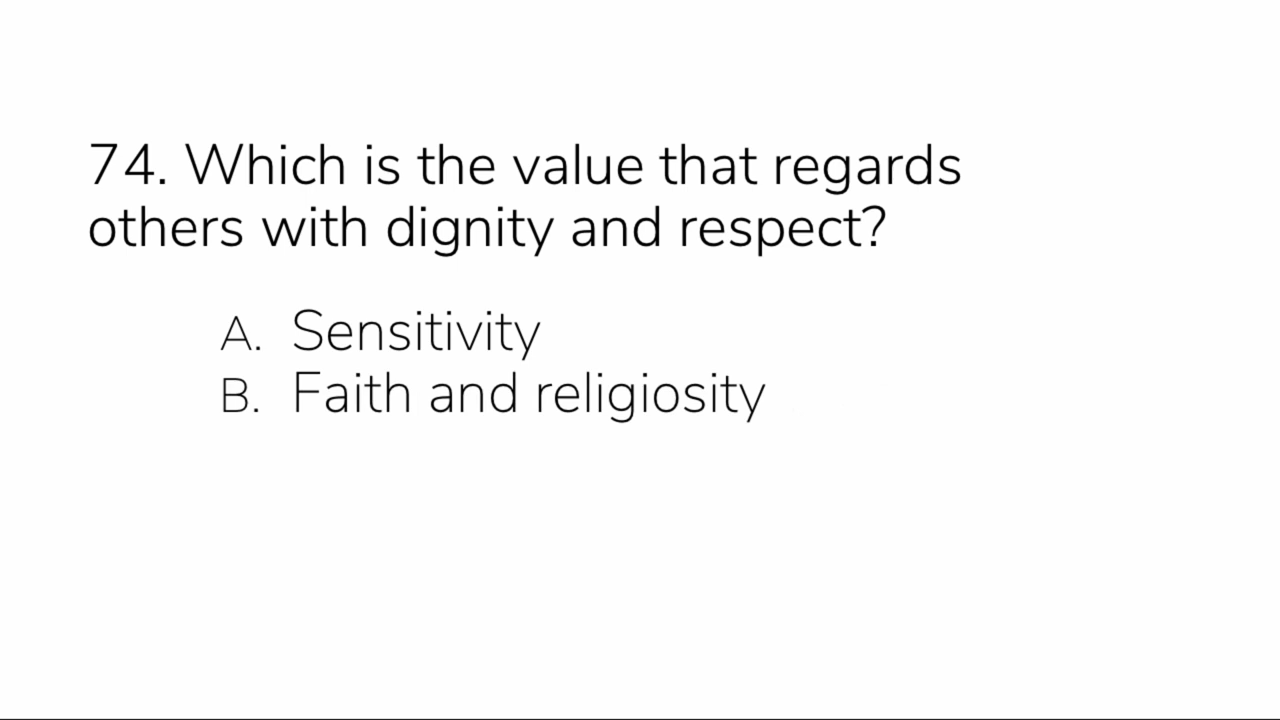 74. Which is the value that regards
others with dignity and respect?
A. Sensitivity
B. Faith and religiosity